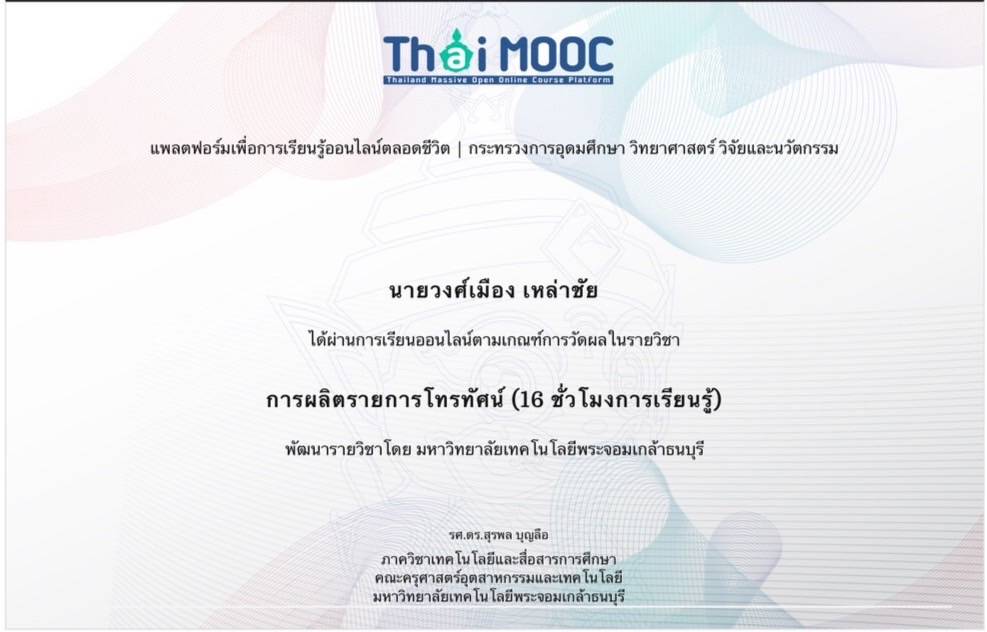 Thai MOOC
Thailand Massive Open Online Course Platform
แพลตฟอร์มเพื่อการเรียนรู้ออนไลน์ตลอดชีวิต | กระทรวงการอุดมศึกษา วิทยาศาสตร์ วิจัยและนวัตกรรม
นายวงศ์เมือง เหล่าชัย
ได้ผ่านการเรียนออนไลน์ตามเกณฑ์การวัดผลในรายวิชา
การผลิตรายการโทรทัศน์ (16 ชั่วโมงการเรียนรู้)
พัฒนารายวิชาโดย มหาวิทยาลัยเทคโนโลยีพระจอมเกล้าธนบุรี
รศ.ดร.สุรพล บุญลือ
ภาควิชาเทคโนโลยีและสื่อสารการศึกษา
คณะครุศาสตร์อุตสาหกรรมและเทคโนโลยี
มหาวิทยาลัยเทคโนโลยีพระจอมเกล้าธนบุรี